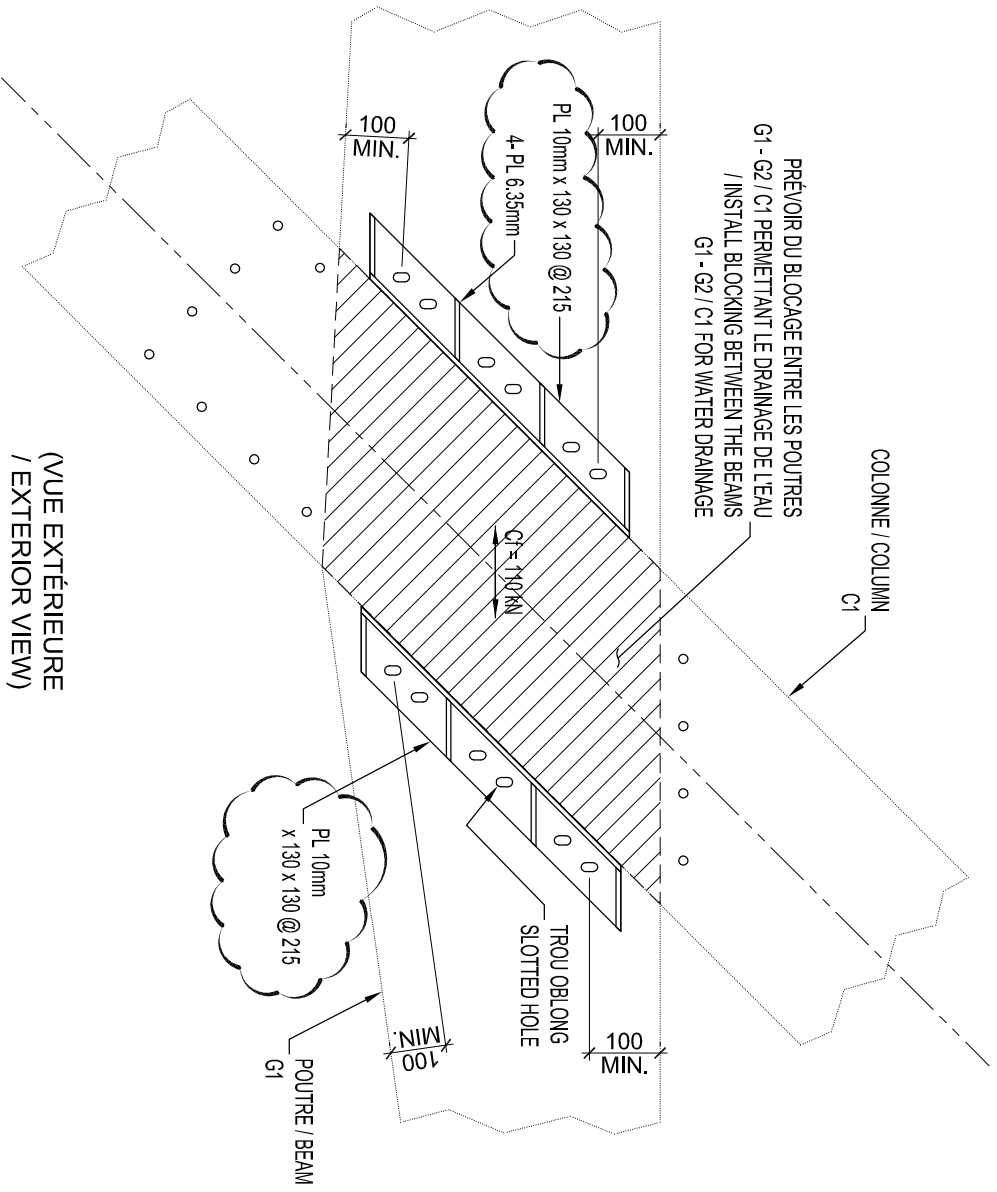 COLONNE / COLUMN
C1
PRÉVOIR DU BLOCAGE ENTRE LES POUTRES
G1 - G2 / C1 PERMETTANT LE DRAINAGE DE L'EAU
/ INSTALL BLOCKING BETWEEN THE BEAMS
G1 - G2 / C1 FOR WATER DRAINAGE
100
MIN.
PL 10mm x 130 x 130 @ 215
4- PL 6.35mm
100
MIN.
Cf = 110 kN
TROU OBLONG
SLOTTED HOLE
100
MIN.
PL 10mm
x 130 x 130 @ 215
100
MIN.
POUTRE / BEAM
G1
(VUE EXTÉRIEURE
/ EXTERIOR VIEW)